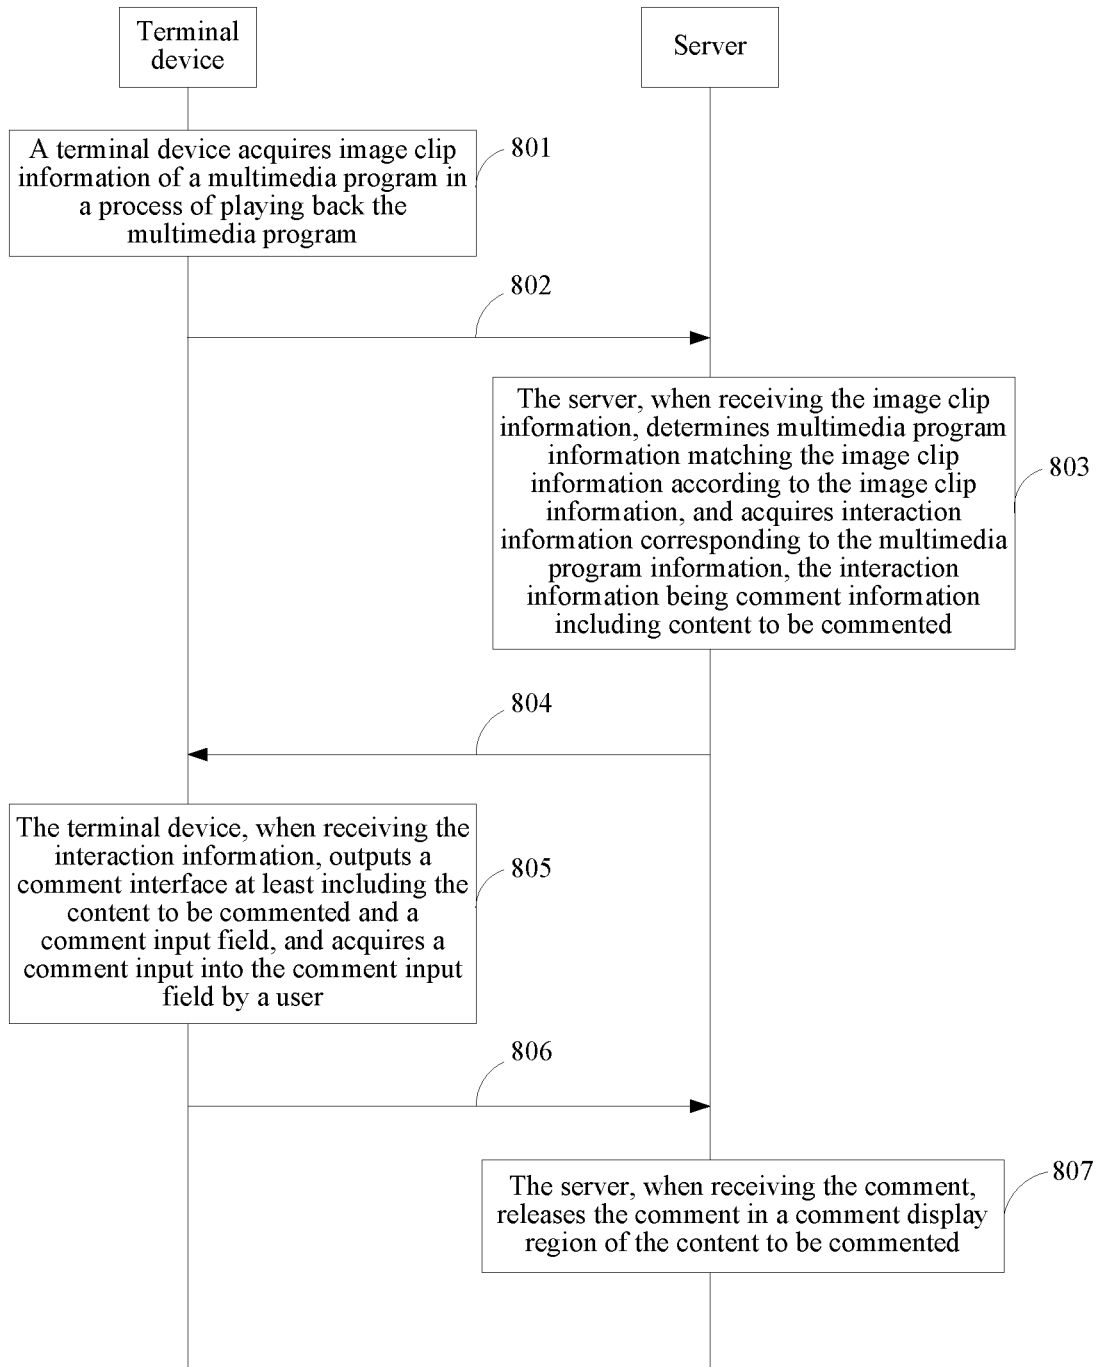 Terminal
device
Server
A terminal device acquires image clip
information of a multimedia program in
a process of playing back the
multimedia program
801
802
The server, when receiving the image clip
information, determines multimedia program
information matching the image clip
information according to the image clip
information, and acquires interaction
information corresponding to the multimedia
program information, the interaction
information being comment information
including content to be commented
803
804
The terminal device, when receiving the
interaction information, outputs a
comment interface at least including the
content to be commented and a
comment input field, and acquires a
comment input into the comment input
field by a user
805
806
The server, when receiving the comment,
releases the comment in a comment display
region of the content to be commented
807